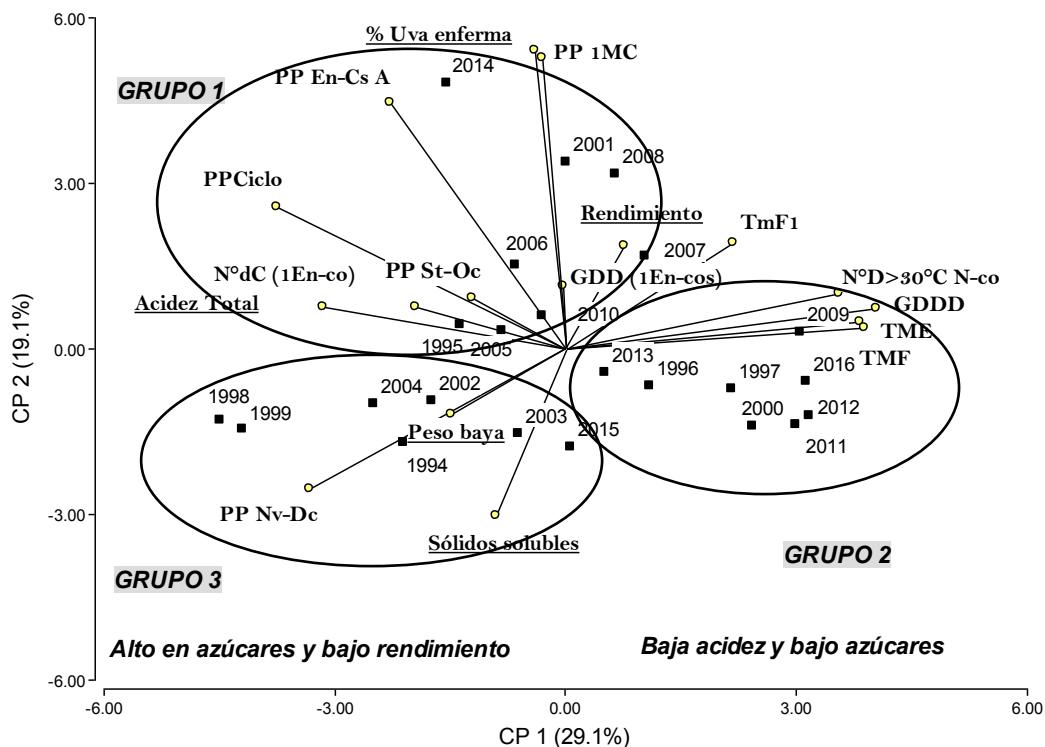 6.00
% Uva enferma
PP 1MC
GRUPO 1
PP En-Cs A
2014
2001
2008
PPCiclo
3.00
Rendimiento
TmF1
2006
2007
N°dC (1En-co)
PP St-Oc
GDD (1En-cos)
N°D>30°C N-co
Acidez Total
2010
2009
GDDD
1995
2005
TME
0.00
TMF
2013
1996
1997
2016
1998
1999
2004
2002
2003
2000
2012
Peso baya
2015
2011
1994
CP 2 (19.1%)
-3.00
PP Nv-Dc
Sólidos solubles
GRUPO 2
GRUPO 3
Alto en azúcares y bajo rendimiento
Baja acidez y bajo azúcares
-6.00
-6.00
-3.00
0.00
3.00
6.00
CP 1 (29.1%)